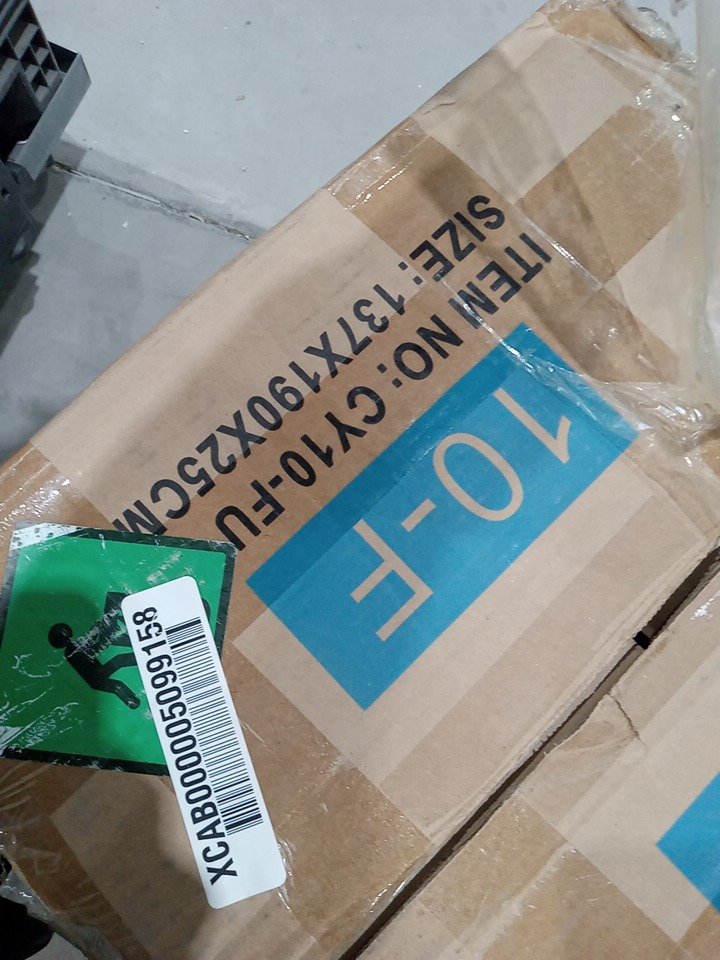 ITEM NO: CY10-FU
SIZE: 137X190X25CM
10-F
XCAB0000005099158